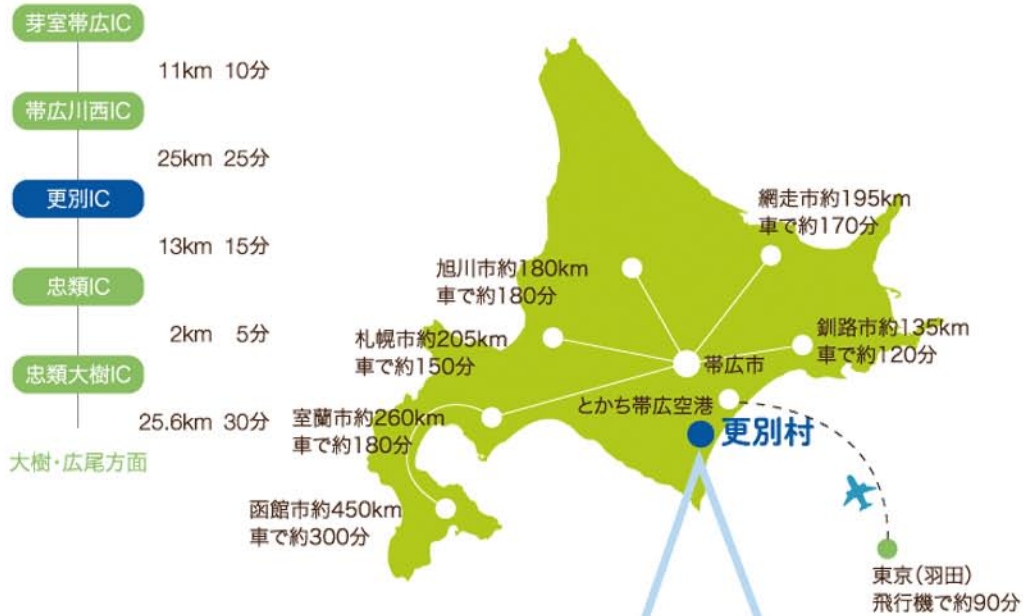 芽室帯広IC
11km 10分
帯広川西IC
25km 25分
更別IC
13km 15分
忠類IC
2km 5分
忠類大樹IC
25.6km 30分
大樹・広尾方面
網走市約195km
車で約170分
旭川市約180km
車で約180分
釧路市約135km
車で約120分
札幌市約205km
車で約150分
帯広市
とかち帯広空港
更別村
室蘭市約260km
車で約180分
函館市約450km
車で約300分
東京(羽田)
飛行機で約90分